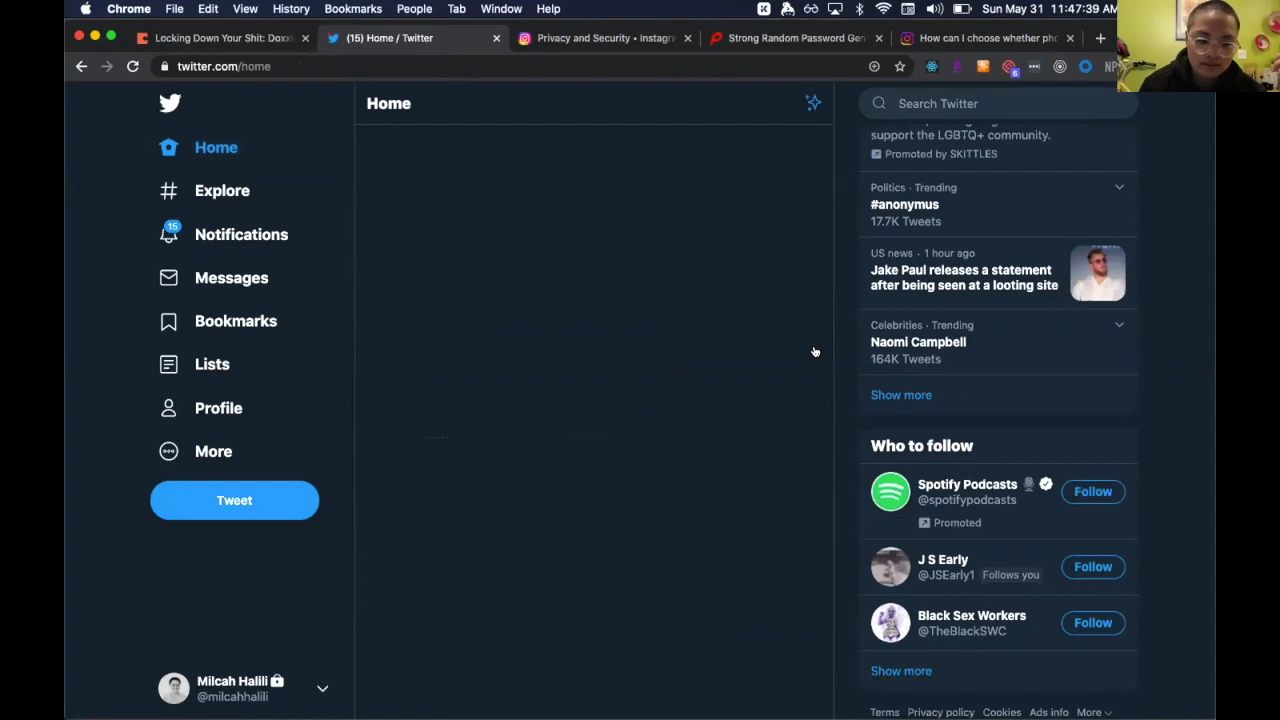 Chrome File Edit View History Bookmarks People Tab Window Help
Sun May 31 11:47:39 AM
Locking Down Your Shit: Doxx
(15) Home / Twitter
Privacy and Security • Instagr
Strong Random Password Gen
How can I choose whether pho
twitter.com/home
6
NP
Home
Search Twitter
support the LGBTQ+ community.
Promoted by SKITTLES
Home
Explore
15
Notifications
Messages
Bookmarks
Lists
Profile
More
Tweet
Politics · Trending
#anonymus
17.7K Tweets
US news · 1 hour ago
Jake Paul releases a statement
after being seen at a looting site
Celebrities · Trending
Naomi Campbell
164K Tweets
Show more
Who to follow
Spotify Podcasts
@spotifypodcasts
Follow
Promoted
J S Early
@JSEarly1 Follows you
Follow
Black Sex Workers
@TheBlackSWC
Follow
Show more
Terms Privacy policy Cookies Ads info More
Milcah Halili
@milcahhalili